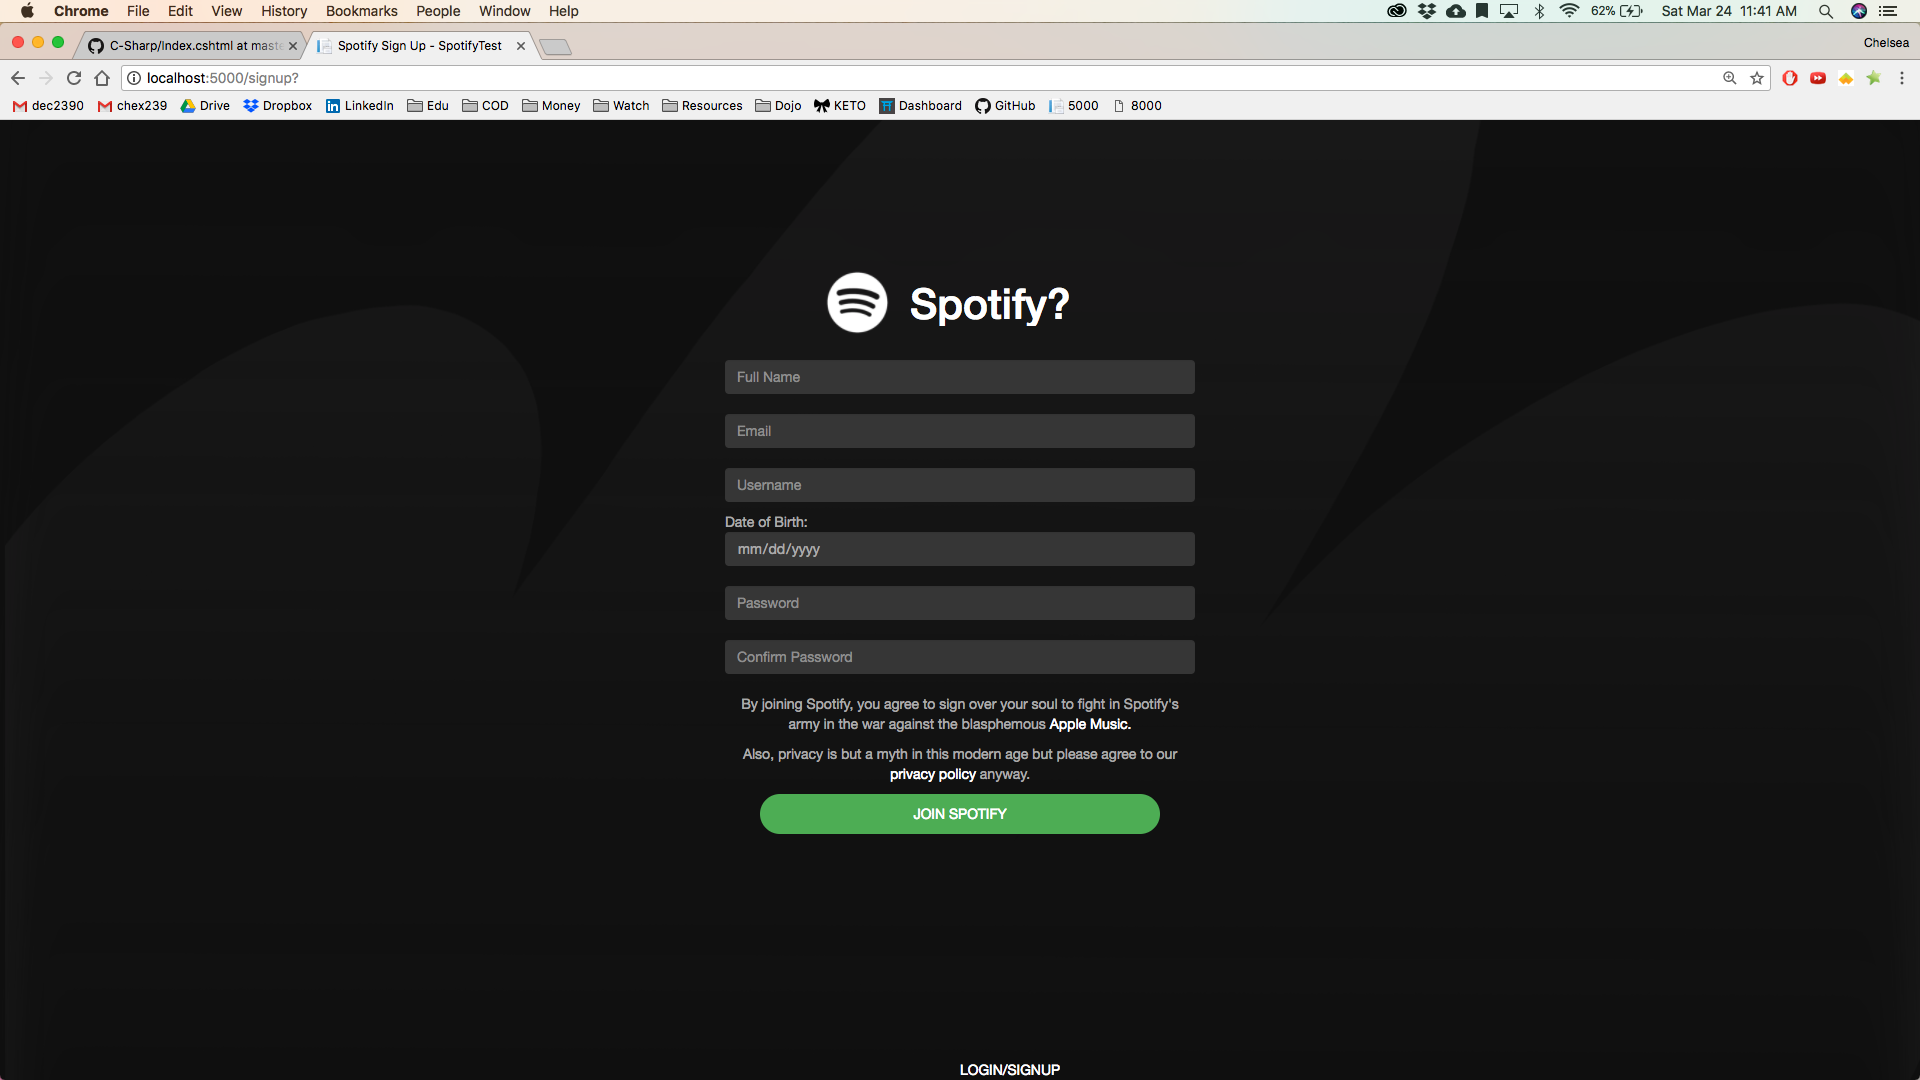 Chrome File Edit View History Bookmarks People Window Help 62% Sat Mar 24 11:41 AM
C-Sharp/Index.cshtml at maste Spotify Sign Up - SpotifyTest Chelsea
localhost:5000/signup?
dec2390 chex239 Drive Dropbox LinkedIn Edu COD Money Watch Resources Dojo KETO Dashboard GitHub 5000 8000
Spotify?
Full Name
Email
Username
Date of Birth:
mm/dd/yyyy
Password
Confirm Password
By joining Spotify, you agree to sign over your soul to fight in Spotify's
army in the war against the blasphemous Apple Music.
Also, privacy is but a myth in this modern age but please agree to our
privacy policy anyway.
JOIN SPOTIFY
LOGIN/SIGNUP